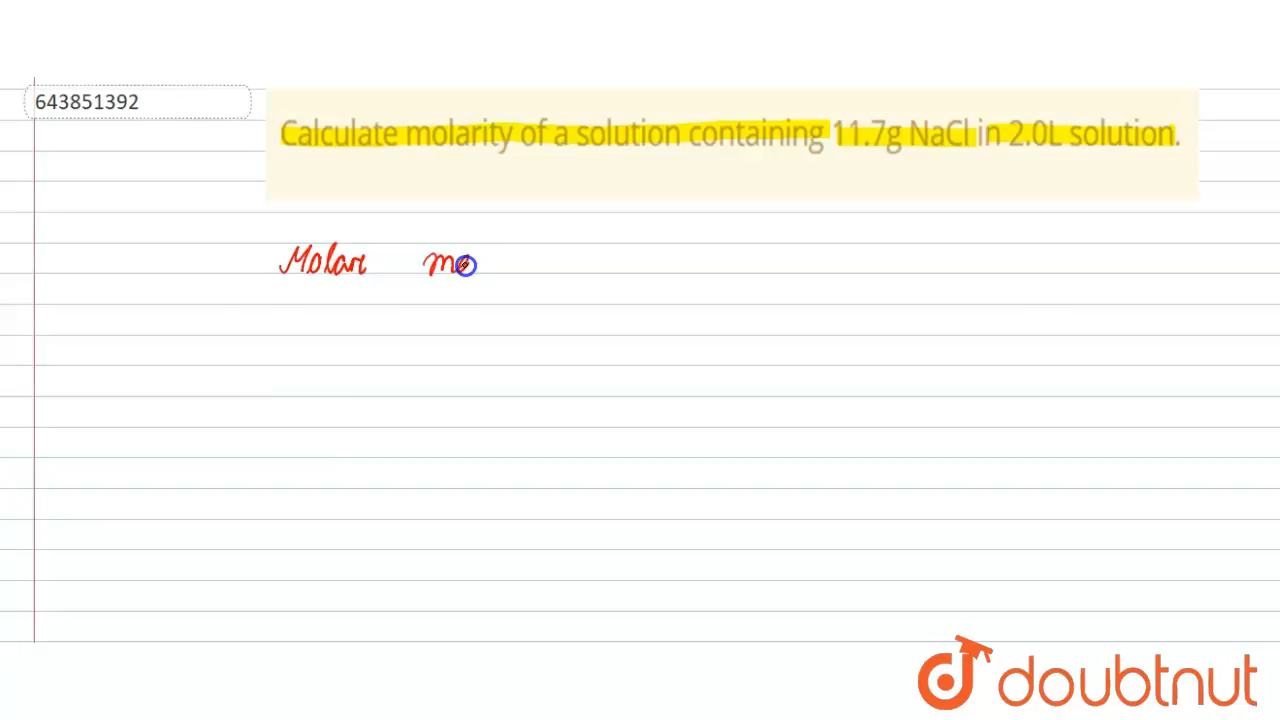 643851392
Calculate molarity of a solution containing 11.7g NaCl in 2.0L solution.
Molar
doubtnut